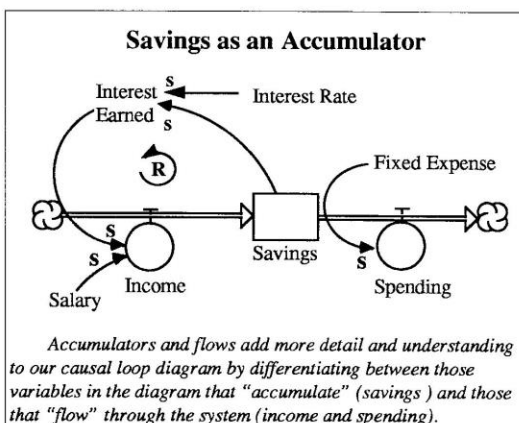 Savings as an Accumulator
Interest
Earned
s
s
Interest Rate
R
Fixed Expense
s
s
s
Savings
Income
Salary
Spending
Accumulators and flows add more detail and understanding
to our causal loop diagram by differentiating between those
variables in the diagram that “accumulate” (savings ) and those
that “flow” through the system (income and spending).